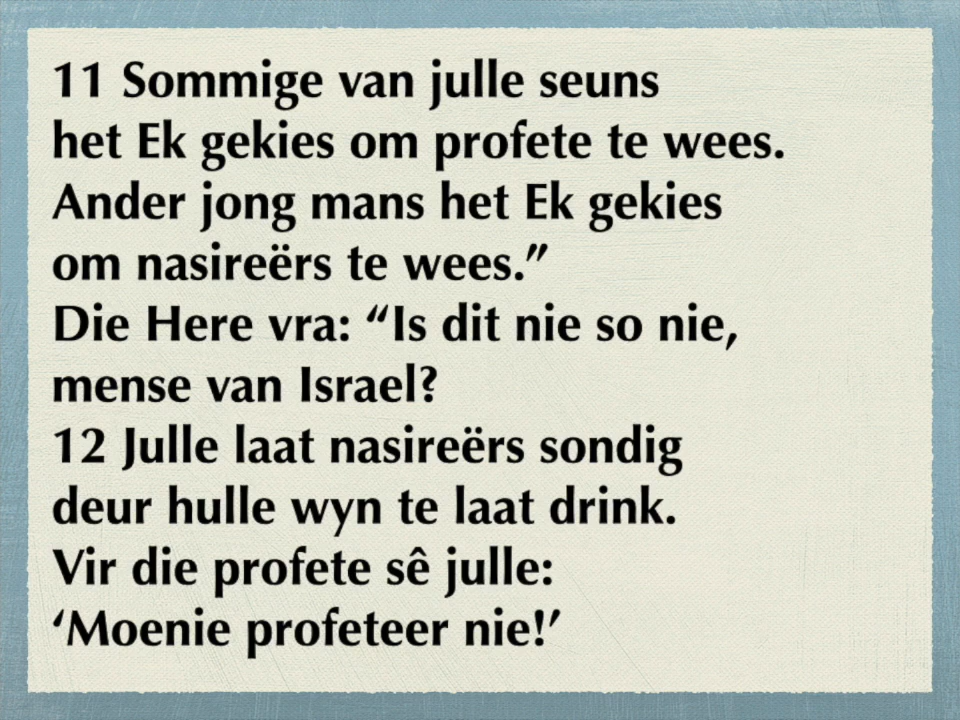 11 Sommige van julle seuns
het Ek gekies om profete te wees.
Ander jong mans het Ek gekies
om nasireërs te wees.”
Die Here vra: “Is dit nie so nie,
mense van Israel?
12 Julle laat nasireërs sondig
deur hulle wyn te laat drink.
Vir die profete sê julle:
‘Moenie profeteer nie!’